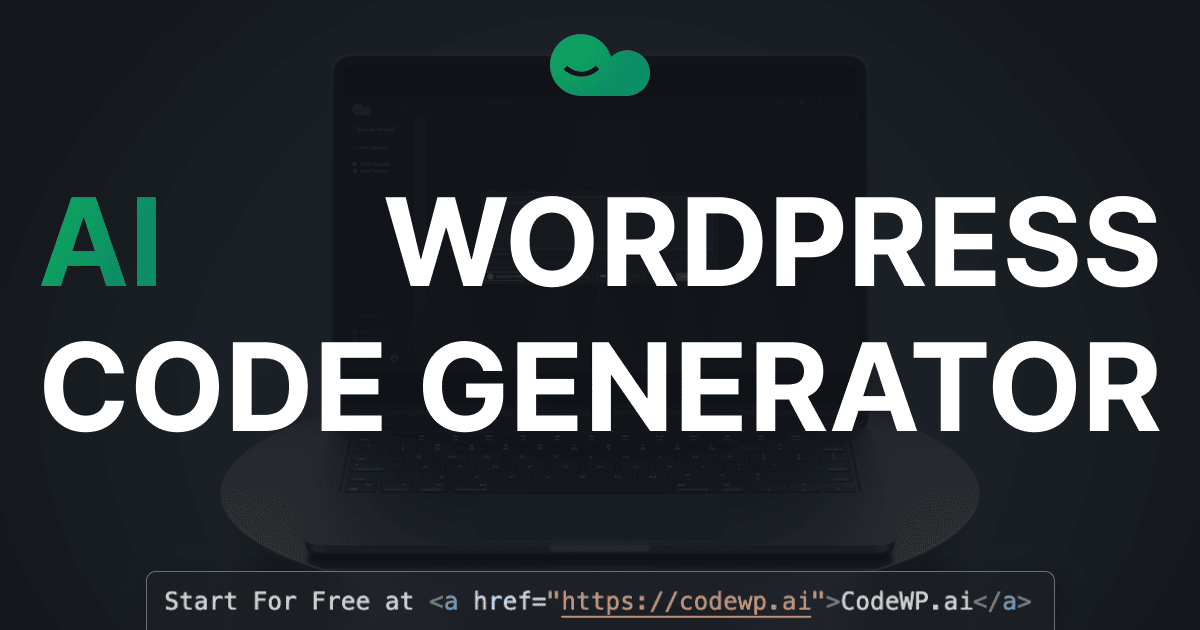 AI WORDPRESS
CODE GENERATOR
Start For Free at <a href="https://codewp.ai">CodeWP.ai</a>